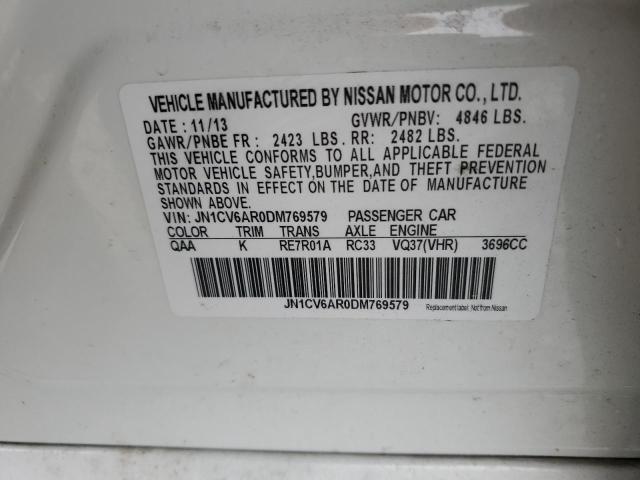 VEHICLE MANUFACTURED BY NISSAN MOTOR CO., LTD.
DATE : 11/13 GVWR/PNBV: 4846 LBS.
GAWR/PNBE FR : 2423 LBS. RR: 2482 LBS.
THIS VEHICLE CONFORMS TO ALL APPLICABLE FEDERAL
MOTOR VEHICLE SAFETY,BUMPER,AND THEFT PREVENTION
STANDARDS IN EFFECT ON THE DATE OF MANUFACTURE
SHOWN ABOVE.
VIN: JN1CV6AR0DM769579 PASSENGER CAR
COLOR TRIM TRANS AXLE ENGINE
QAA K RE7R01A RC33 VQ37(VHR) 3696CC
JN1CV6AR0DM769579 Replacement label, Not from Nissan